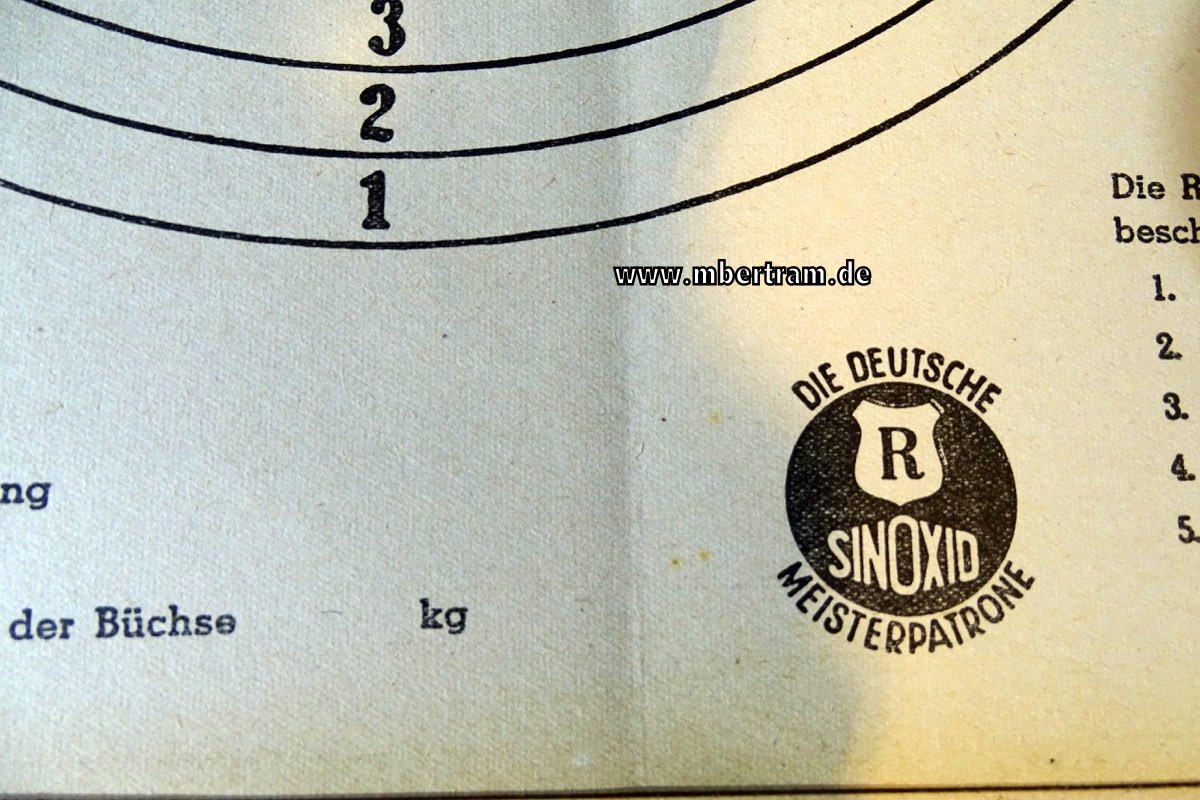 3
2
1
www.mbertram.de
Die R
besch
1.
2.
3.
4.
5.
DIE DEUTSCHE
R
SINOXID
MEISTERPATRONE
ng
der Büchse kg